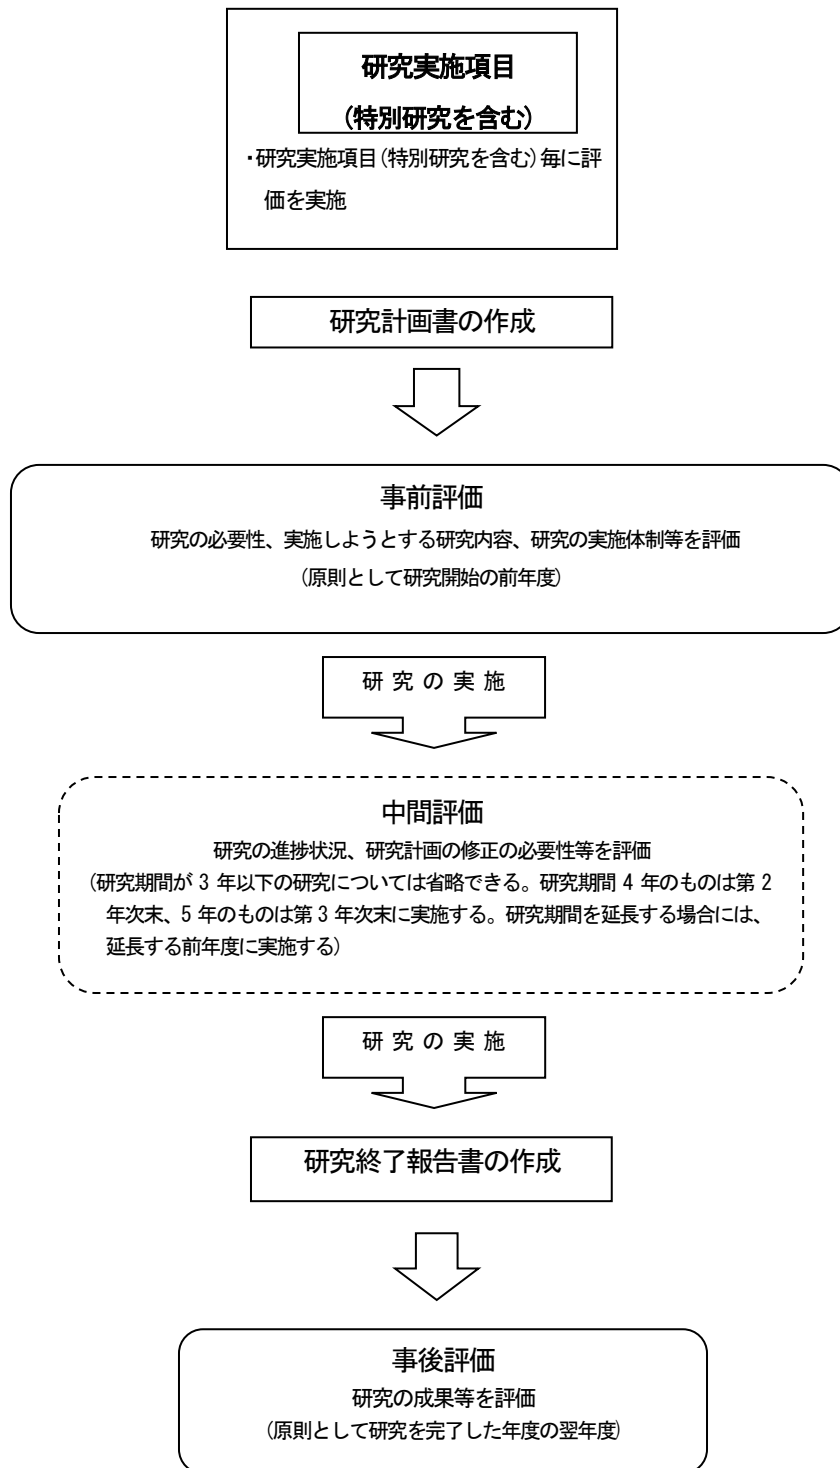 研究実施項目
(特別研究を含む)
・研究実施項目(特別研究を含む)毎に評
価を実施
研究計画書の作成
事前評価
研究の必要性、実施しようとする研究内容、研究の実施体制等を評価
(原則として研究開始の前年度)
研 究 の 実 施
中間評価
研究の進捗状況、研究計画の修正の必要性等を評価
(研究期間が 3 年以下の研究については省略できる。研究期間 4 年のものは第 2
年次末、5 年のものは第 3 年次末に実施する。研究期間を延長する場合には、
延長する前年度に実施する)
研 究 の 実 施
研究終了報告書の作成
事後評価
研究の成果等を評価
(原則として研究を完了した年度の翌年度)